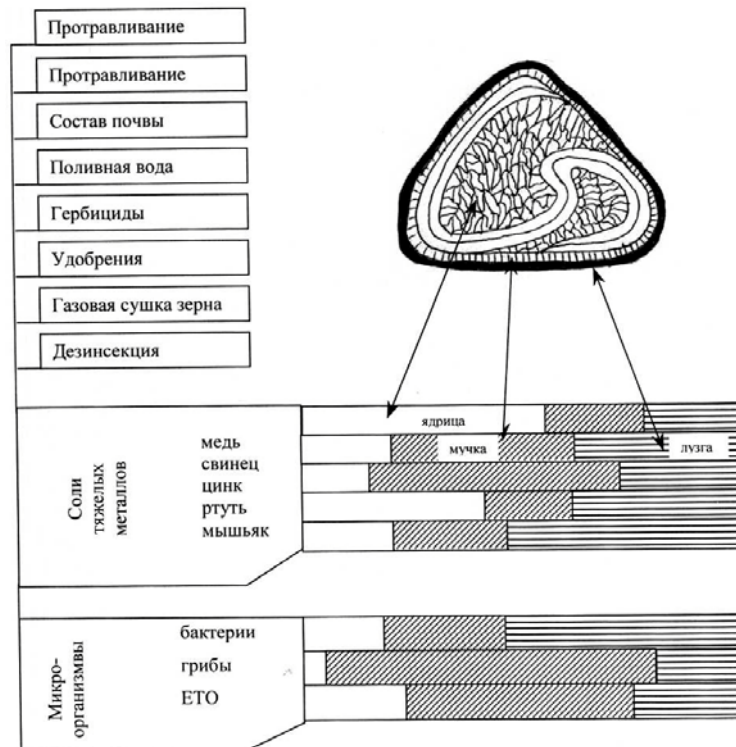 Протравливание
Протравливание
Состав почвы
Поливная вода
Гербициды
Удобрения
Газовая сушка зерна
Дезинсекция
Соли
тяжелых
металлов
медь
свинец
цинк
ртуть
мышьяк
ядрица
мучка
лузга
Микро-
органismвы
бактерии
грибы
ЕТО